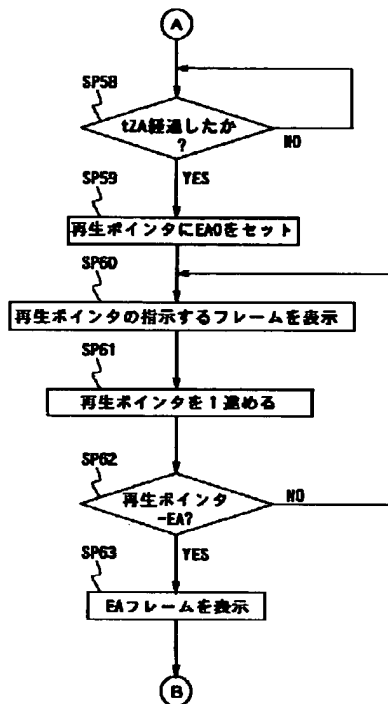 A
SP58
tZA経過したか
?
NO
YES
SP59
再生ポインタにEA0をセット
SP60
再生ポインタの指示するフレームを表示
SP61
再生ポインタを1進める
SP62
再生ポインタ
-EA?
NO
YES
SP63
EAフレームを表示
B